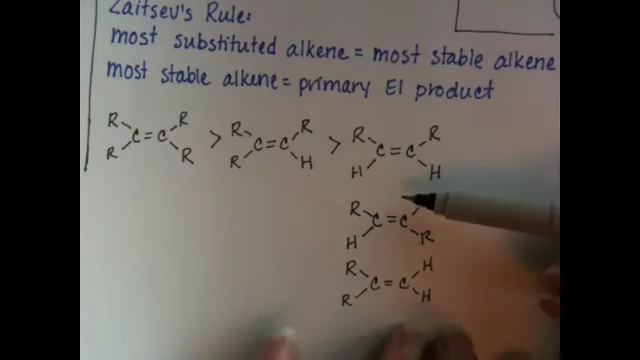 Zaitsev's Rule:
most substituted alkene = most stable alkene
most stable alkene = primary E1 product
R R R R R R
C = C > C = C > C = C
R R R H H H
R
C = C
H R
R H
C = C
R H